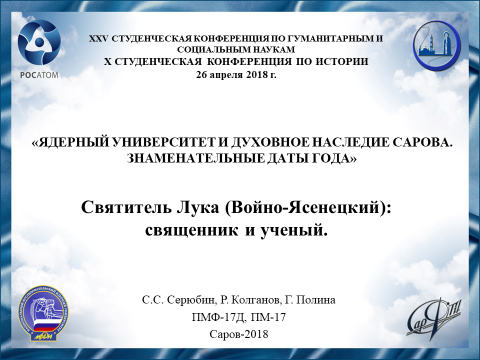 XXV СТУДЕНЧЕСКАЯ КОНФЕРЕНЦИЯ ПО ГУМАНИТАРНЫМ И
СОЦИАЛЬНЫМ НАУКАМ
X СТУДЕНЧЕСКАЯ КОНФЕРЕНЦИЯ ПО ИСТОРИИ
26 апреля 2018 г.
РОСАТОМ
«ЯДЕРНЫЙ УНИВЕРСИТЕТ И ДУХОВНОЕ НАСЛЕДИЕ САРОВА.
ЗНАМЕНАТЕЛЬНЫЕ ДАТЫ ГОДА»
Святитель Лука (Войно-Ясенецкий):
священник и ученый.
С.С. Серюбин, Р. Колганов, Г. Полина
ПМФ-17Д, ПМ-17
Саров-2018
СарФТИ